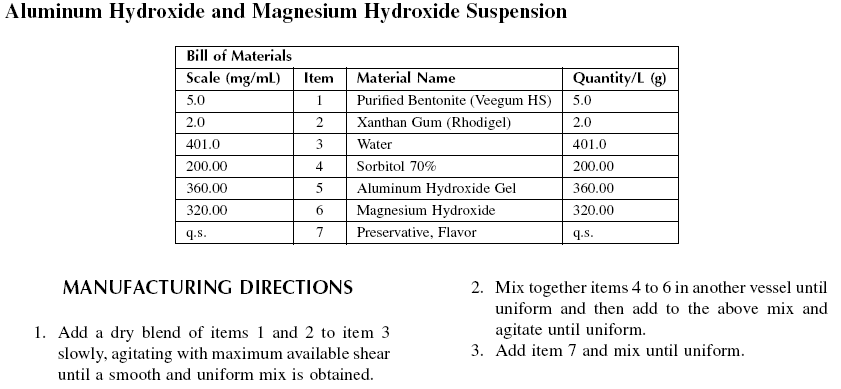 Aluminum Hydroxide and Magnesium Hydroxide Suspension
Bill of Materials
Scale (mg/mL) Item Material Name Quantity/L (g)
5.0 1 Purified Bentonite (Veegum HS) 5.0
2.0 2 Xanthan Gum (Rhodigel) 2.0
401.0 3 Water 401.0
200.00 4 Sorbitol 70% 200.00
360.00 5 Aluminum Hydroxide Gel 360.00
320.00 6 Magnesium Hydroxide 320.00
q.s. 7 Preservative, Flavor q.s.
MANUFACTURING DIRECTIONS
1. Add a dry blend of items 1 and 2 to item 3
slowly, agitating with maximum available shear
until a smooth and uniform mix is obtained.
2. Mix together items 4 to 6 in another vessel until
uniform and then add to the above mix and
agitate until uniform.
3. Add item 7 and mix until uniform.